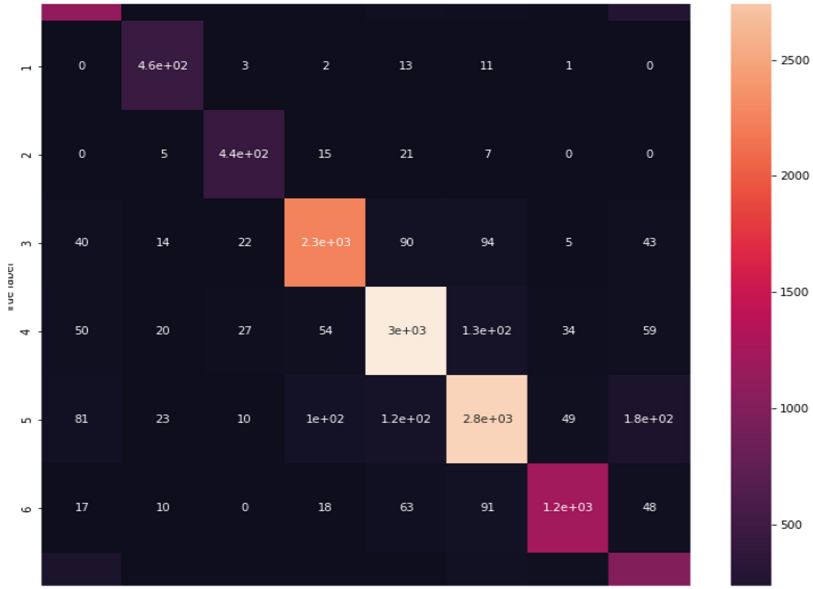 2500
1 0 4.6e+02 3 2 13 11 1 0
2 0 5 4.4e+02 15 21 7 0 0
2000
3 40 14 22 2.3e+03 90 94 5 43
1500
4 50 20 27 54 3e+03 1.3e+02 34 59
1000
5 81 23 10 1e+02 1.2e+02 2.8e+03 49 1.8e+02
6 17 10 0 18 63 91 1.2e+03 48
500